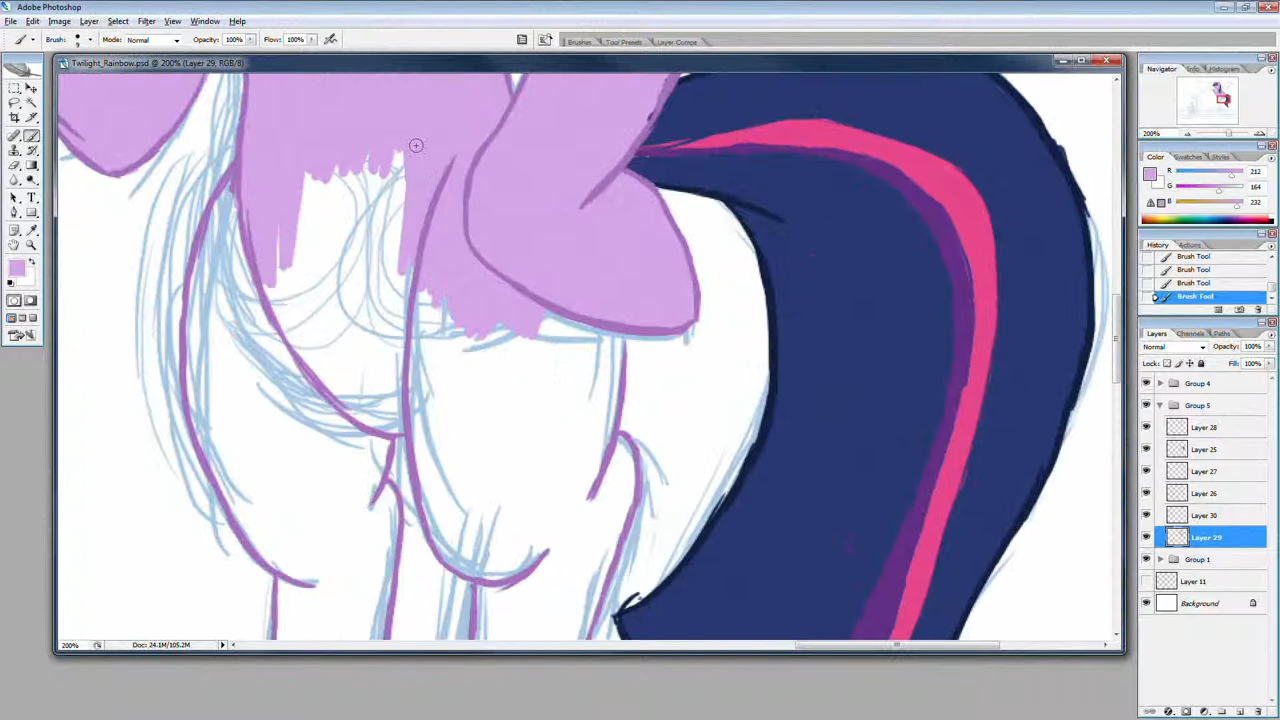 Adobe Photoshop
File Edit Image Layer Select Filter View Window Help
Brush: 9 Mode: Normal Opacity: 100% Flow: 100% Brushes Tool Presets Layer Comps
Twilight_Rainbow.psd @ 200% (Layer 29, RGB/8)
Navigator Info Histogram
200%
Color Swatches Styles
R 212
G 164
B 232
History Actions
Brush Tool
Brush Tool
Brush Tool
Brush Tool
Layers Channels Paths
Normal Opacity: 100%
Lock: Fill: 100%
Group 4
Group 5
Layer 28
Layer 25
Layer 27
Layer 26
Layer 30
Layer 29
Group 1
Layer 11
Background
200% Doc: 24.1M/105.2M